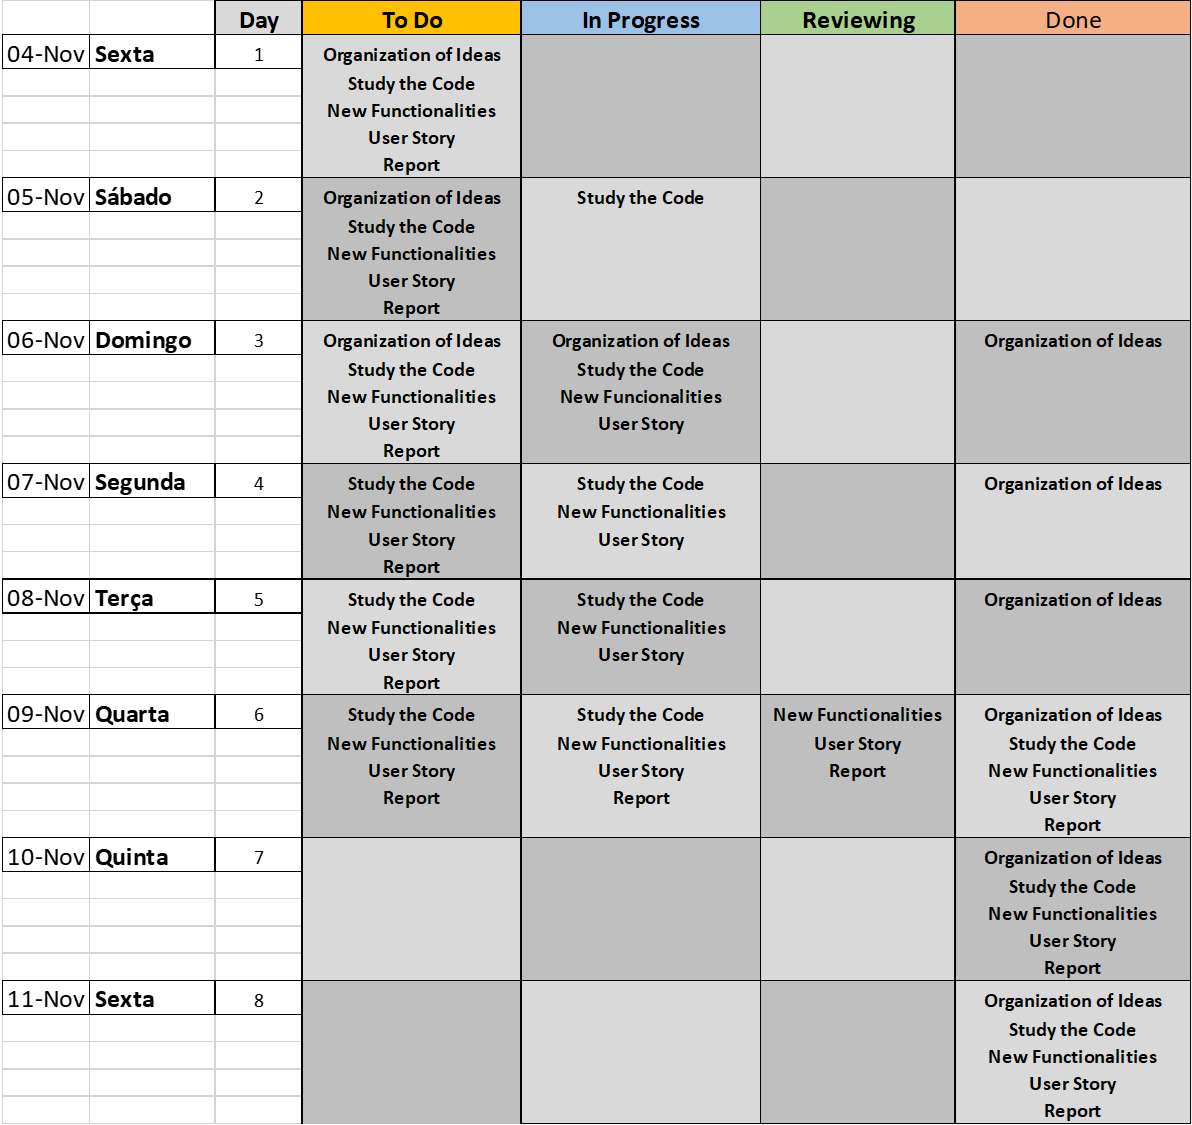 Day To Do In Progress Reviewing Done
04-Nov Sexta 1 Organization of Ideas
Study the Code
New Functionalities
User Story
Report
05-Nov Sábado 2 Organization of Ideas Study the Code
Study the Code
New Functionalities
User Story
Report
06-Nov Domingo 3 Organization of Ideas Organization of Ideas Organization of Ideas
Study the Code Study the Code
New Functionalities New Funcionalities
User Story User Story
Report
07-Nov Segunda 4 Study the Code Study the Code Organization of Ideas
New Functionalities New Functionalities
User Story User Story
Report
08-Nov Terça 5 Study the Code Study the Code Organization of Ideas
New Functionalities New Functionalities
User Story User Story
Report
09-Nov Quarta 6 Study the Code Study the Code New Functionalities Organization of Ideas
New Functionalities New Functionalities User Story Study the Code
User Story User Story Report New Functionalities
Report Report User Story
Report
10-Nov Quinta 7 Organization of Ideas
Study the Code
New Functionalities
User Story
Report
11-Nov Sexta 8 Organization of Ideas
Study the Code
New Functionalities
User Story
Report